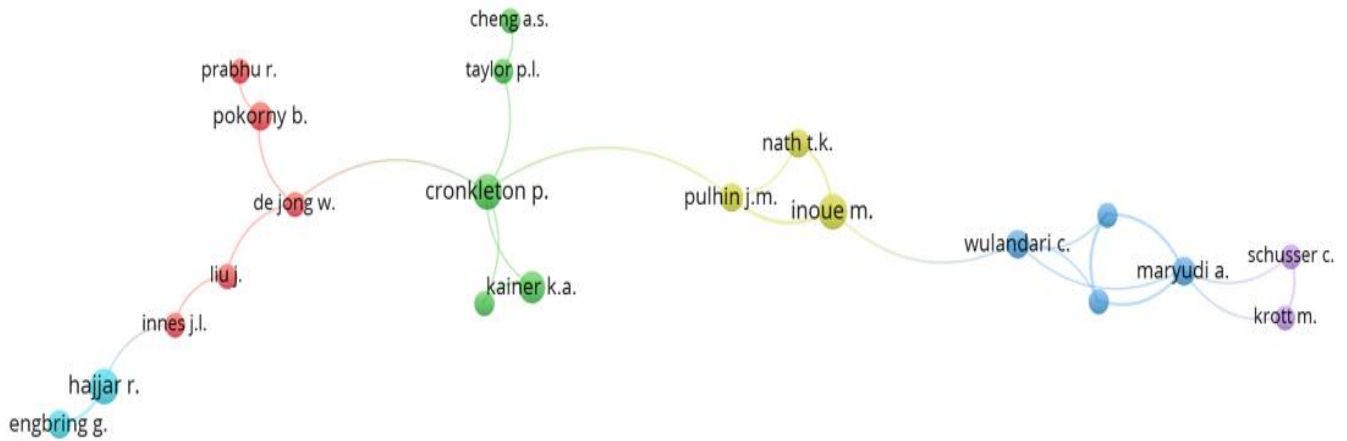 cheng a.s.
prabhu r.
taylor p.l.
pokorny b.
nath t.k.
cronkleton p.
pulhin j.m.
de jong w.
inoue m.
wulandari c.
schusser c.
maryudi a.
liu j.
kainer k.a.
innes j.l.
krott m.
hajjar r.
engbring g.